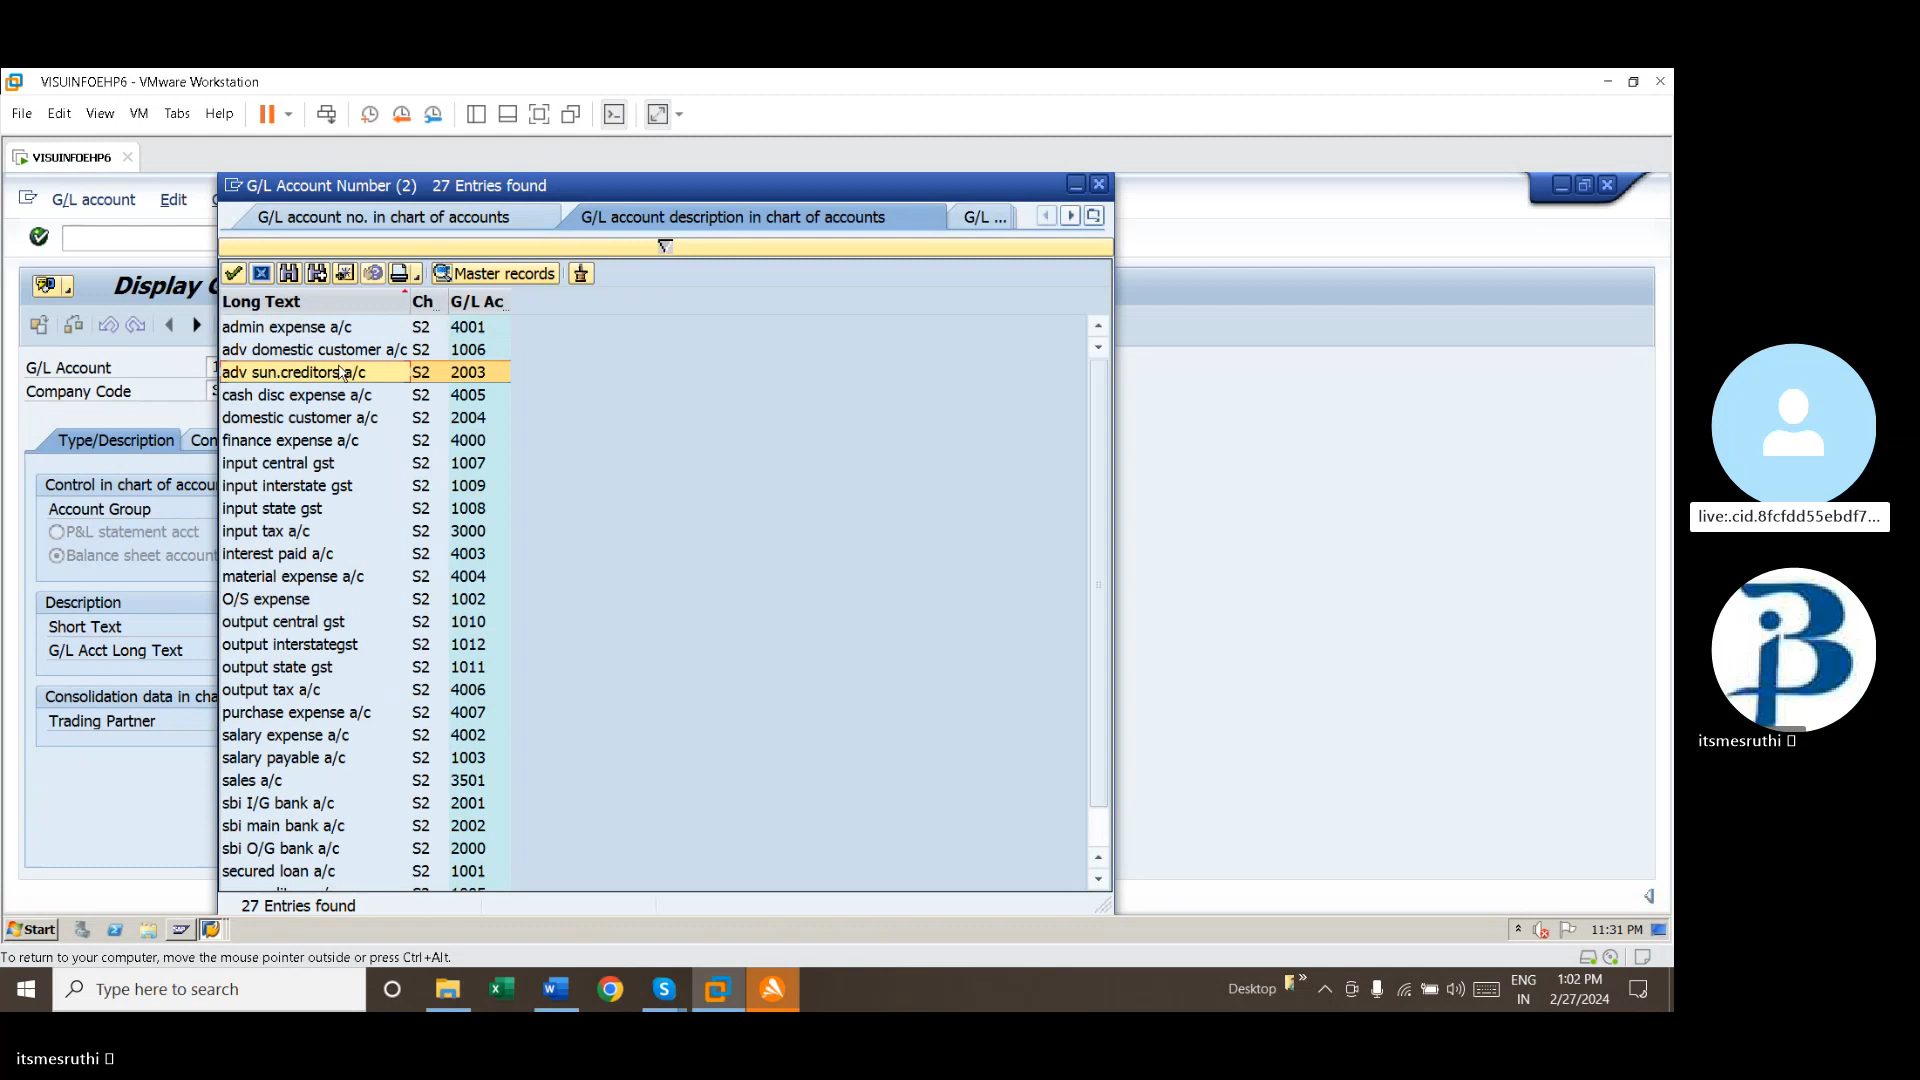 VISUINFOEHP6 - VMware Workstation
File Edit View VM Tabs Help
VISUINFOEHP6
G/L account Edit
G/L Account Number (2) 27 Entries found
G/L account no. in chart of accounts G/L account description in chart of accounts G/L ...
Display
Master records
Long Text Ch G/L Ac
admin expense a/c S2 4001
adv domestic customer a/c S2 1006
adv sun.creditors a/c S2 2003
cash disc expense a/c S2 4005
domestic customer a/c S2 2004
finance expense a/c S2 4000
input central gst S2 1007
input interstate gst S2 1009
input state gst S2 1008
input tax a/c S2 3000
interest paid a/c S2 4003
material expense a/c S2 4004
O/S expense S2 1002
output central gst S2 1010
output interstategst S2 1012
output state gst S2 1011
output tax a/c S2 4006
purchase expense a/c S2 4007
salary expense a/c S2 4002
salary payable a/c S2 1003
sales a/c S2 3501
sbi I/G bank a/c S2 2001
sbi main bank a/c S2 2002
sbi O/G bank a/c S2 2000
secured loan a/c S2 1001
27 Entries found
G/L Account
Company Code
Type/Description Con
Control in chart of accou
Account Group
P&L statement acct
Balance sheet account
Description
Short Text
G/L Acct Long Text
Consolidation data in cha
Trading Partner
Start 11:31 PM
To return to your computer, move the mouse pointer outside or press Ctrl+Alt.
Type here to search
Desktop
ENG
IN
1:02 PM
2/27/2024
live:.cid.8fcfdd55ebdf7...
itsmesruthi
itsmesruthi